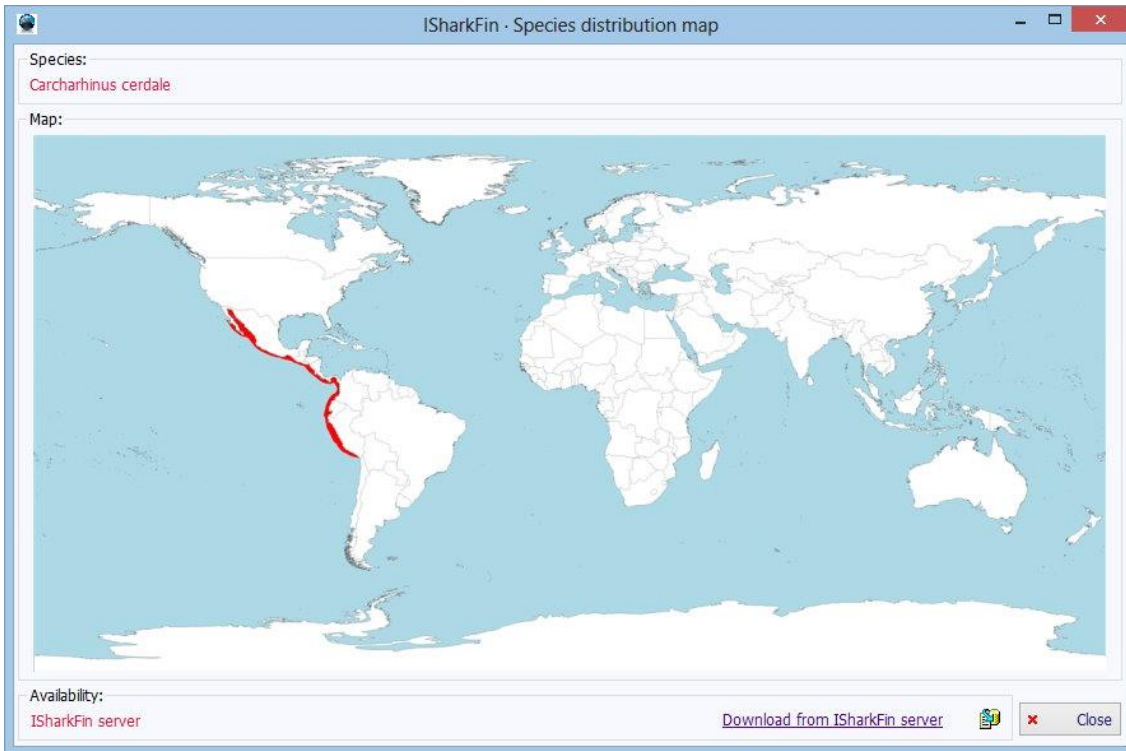 ISharkFin · Species distribution map
Species:
Carcharhinus cerdale
Map:
Availability:
ISharkFin server
Download from ISharkFin server
Close